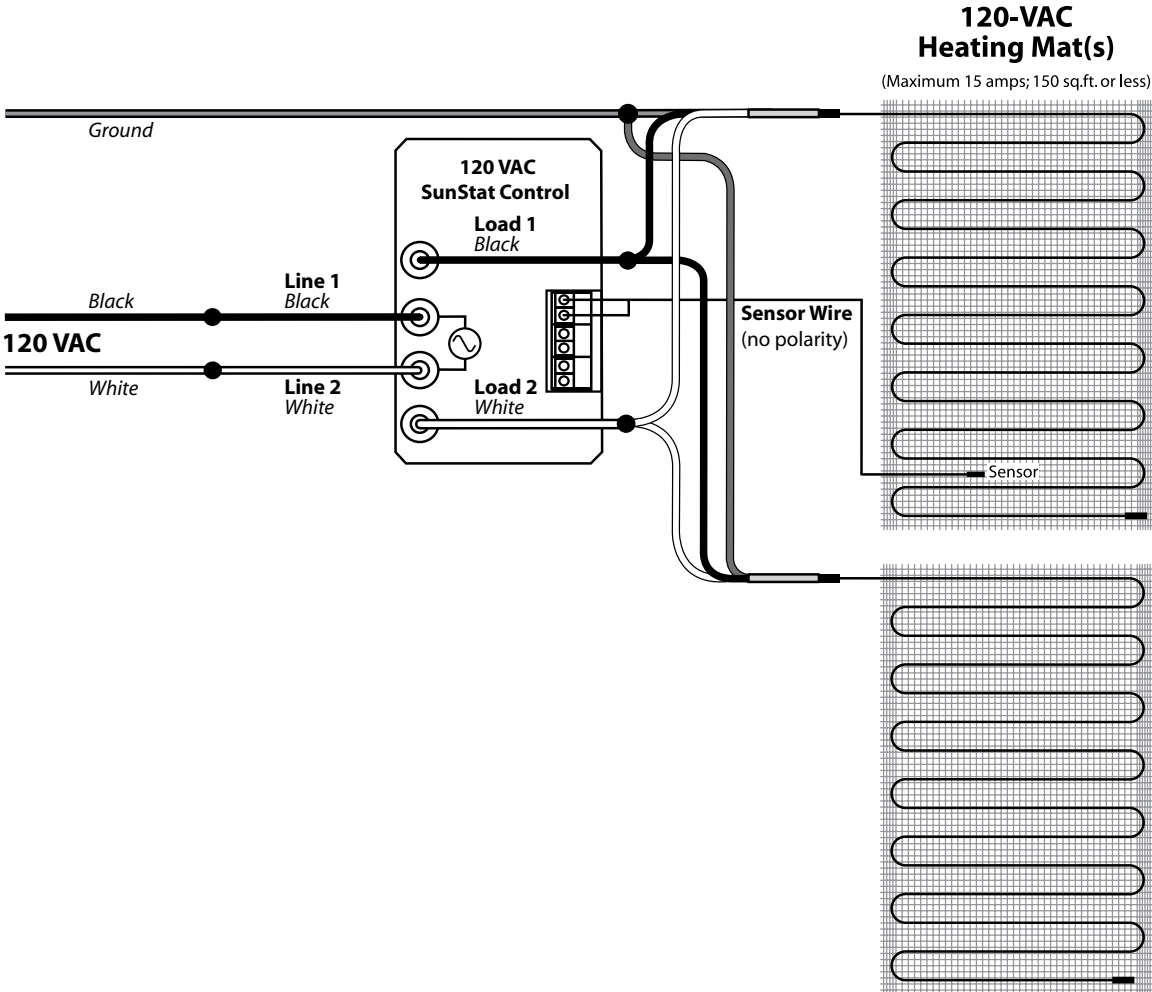 120-VAC
Heating Mat(s)
(Maximum 15 amps; 150 sq.ft. or less)
Ground
120 VAC
SunStat Control
Load 1
Black
Line 1
Black
Black
120 VAC
White
Line 2
White
Load 2
White
Sensor Wire
(no polarity)
Sensor